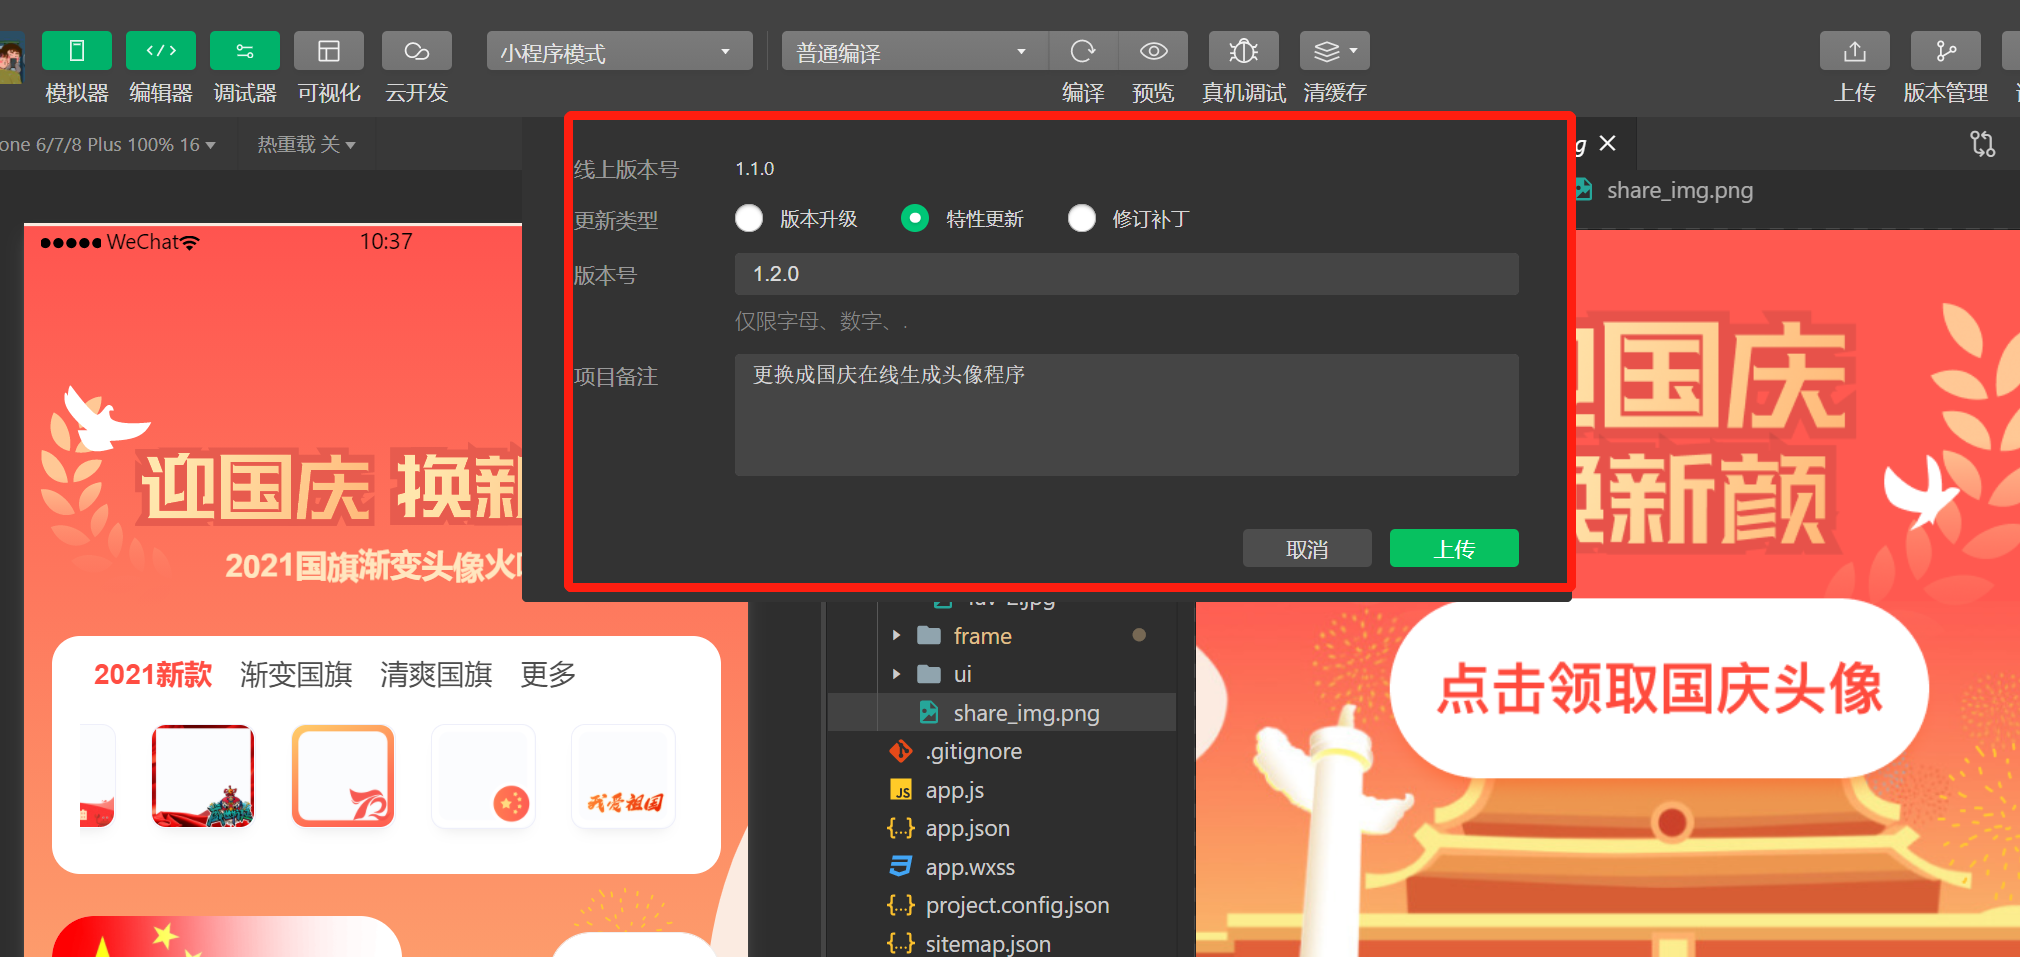 小程序模式
普通编译
模拟器 编辑器 调试器 可视化 云开发
编译 预览 真机调试 清缓存
上传 版本管理
one 6/7/8 Plus 100% 16
热重载 关
线上版本号 1.1.0
更新类型 版本升级 特性更新 修订补丁
版本号 1.2.0
仅限字母、数字、.
项目备注 更换成国庆在线生成头像程序
取消 上传
share_img.png
WeChat 10:37
迎国庆 换新
2021国旗渐变头像火
2021新款 渐变国旗 清爽国旗 更多
我爱祖国
frame
ui
share_img.png
.gitignore
JS app.js
{..} app.json
app.wxss
{..} project.config.json
{..} sitemap.json
迎国庆
换新颜
点击领取国庆头像